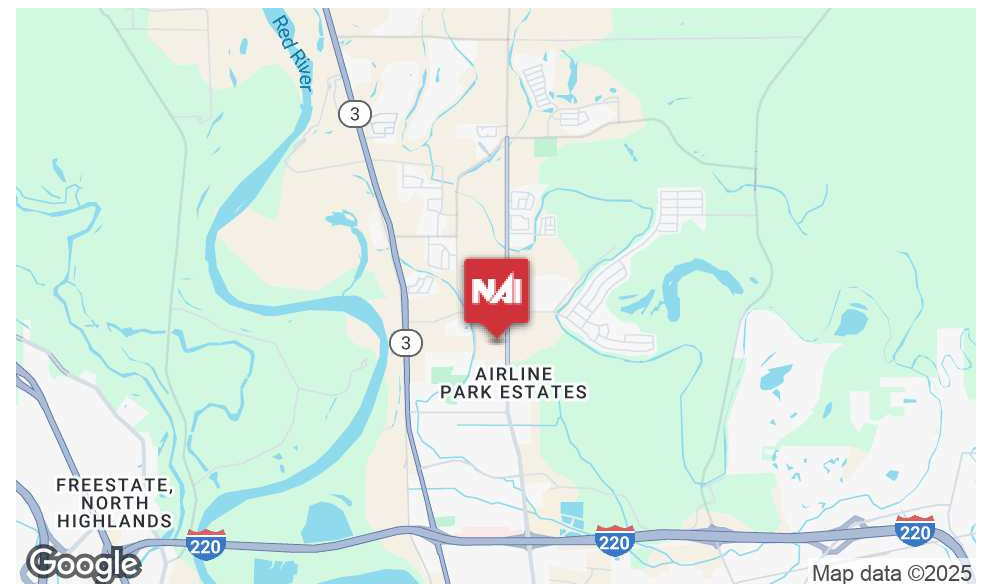 Red River
3
NAI
3
AIRLINE
PARK ESTATES
FREESTATE,
NORTH
HIGHLANDS
220
220
220
Google
Map data ©2025